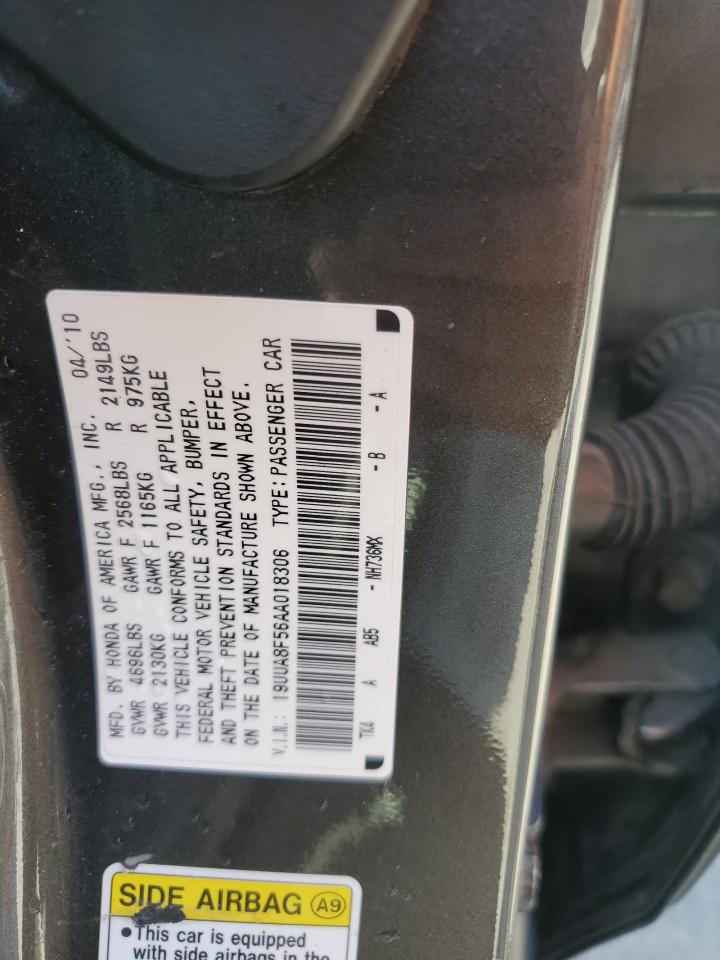 MFD. BY HONDA OF AMERICA MFG., INC. 04/'10
GVWR 4696LBS GAWR F 2568LBS R 2149LBS
GVWR 2130KG GAWR F 1165KG R 975KG
THIS VEHICLE CONFORMS TO ALL APPLICABLE
FEDERAL MOTOR VEHICLE SAFETY, BUMPER,
AND THEFT PREVENTION STANDARDS IN EFFECT
ON THE DATE OF MANUFACTURE SHOWN ABOVE.
V.I.N.: 19UUA8F56AA018306 TYPE: PASSENGER CAR
TK4 A AB5 - NH736MX - B - A
SIDE AIRBAG A9
•This car is equipped
with side airbags in the